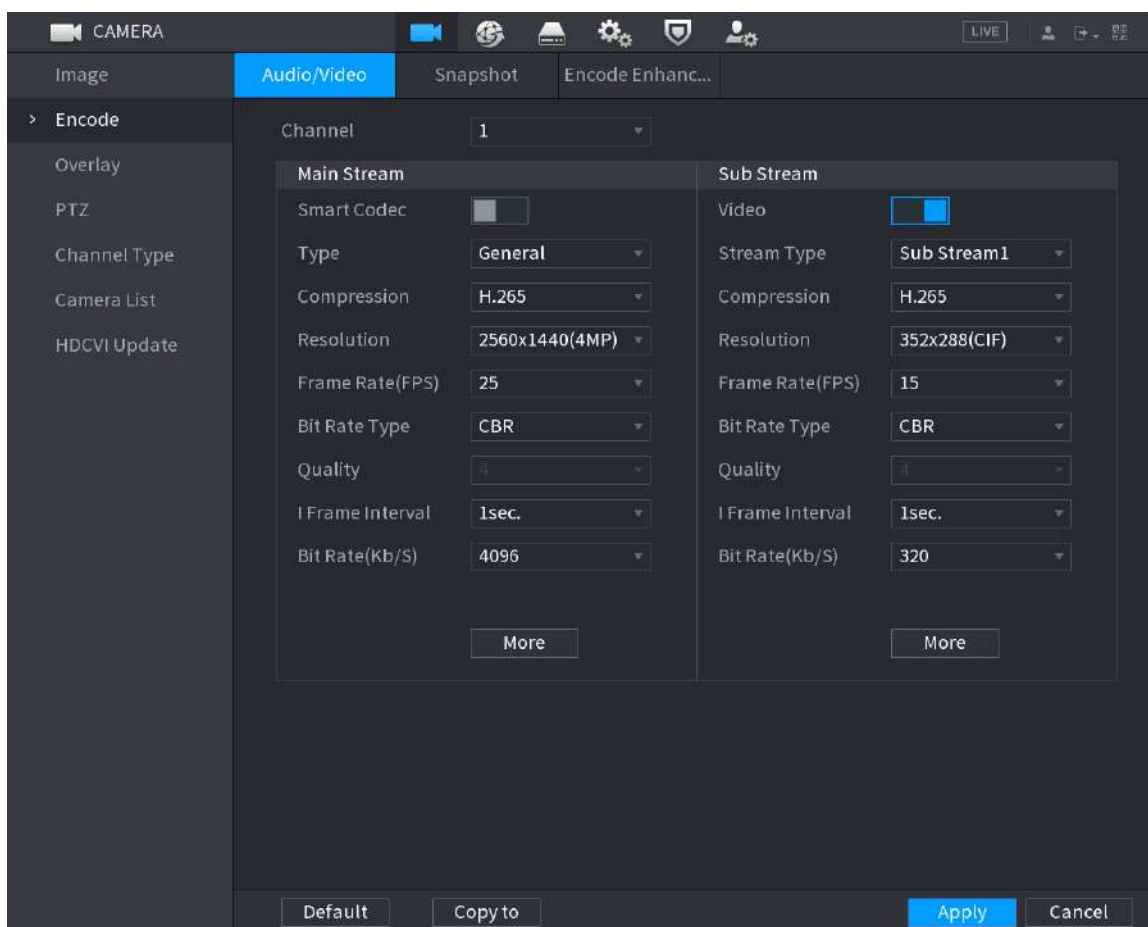 CAMERA LIVE
Image Audio/Video Snapshot Encode Enhanc...
> Encode Channel 1
Overlay Main Stream Sub Stream
PTZ Smart Codec Video
Channel Type Type General Stream Type Sub Stream1
Camera List Compression H.265 Compression H.265
HDCVI Update Resolution 2560x1440(4MP) Resolution 352x288(CIF)
Frame Rate(FPS) 25 Frame Rate(FPS) 15
Bit Rate Type CBR Bit Rate Type CBR
Quality 4 Quality 4
I Frame Interval 1sec. I Frame Interval 1sec.
Bit Rate(Kb/S) 4096 Bit Rate(Kb/S) 320
More More
Default Copy to Apply Cancel